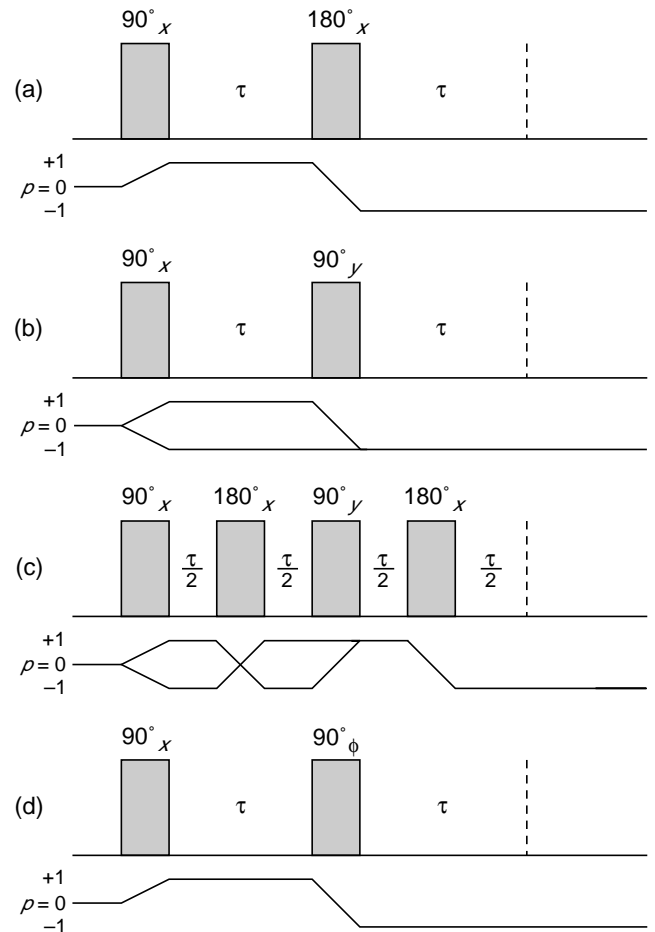 90°x 180°x
(a) τ τ
+1
p = 0
–1
90°x 90°y
(b) τ τ
+1
p = 0
–1
90°x 180°x 90°y 180°x
(c) τ/2 τ/2 τ/2 τ/2
+1
p = 0
–1
90°x 90°ϕ
(d) τ τ
+1
p = 0
–1